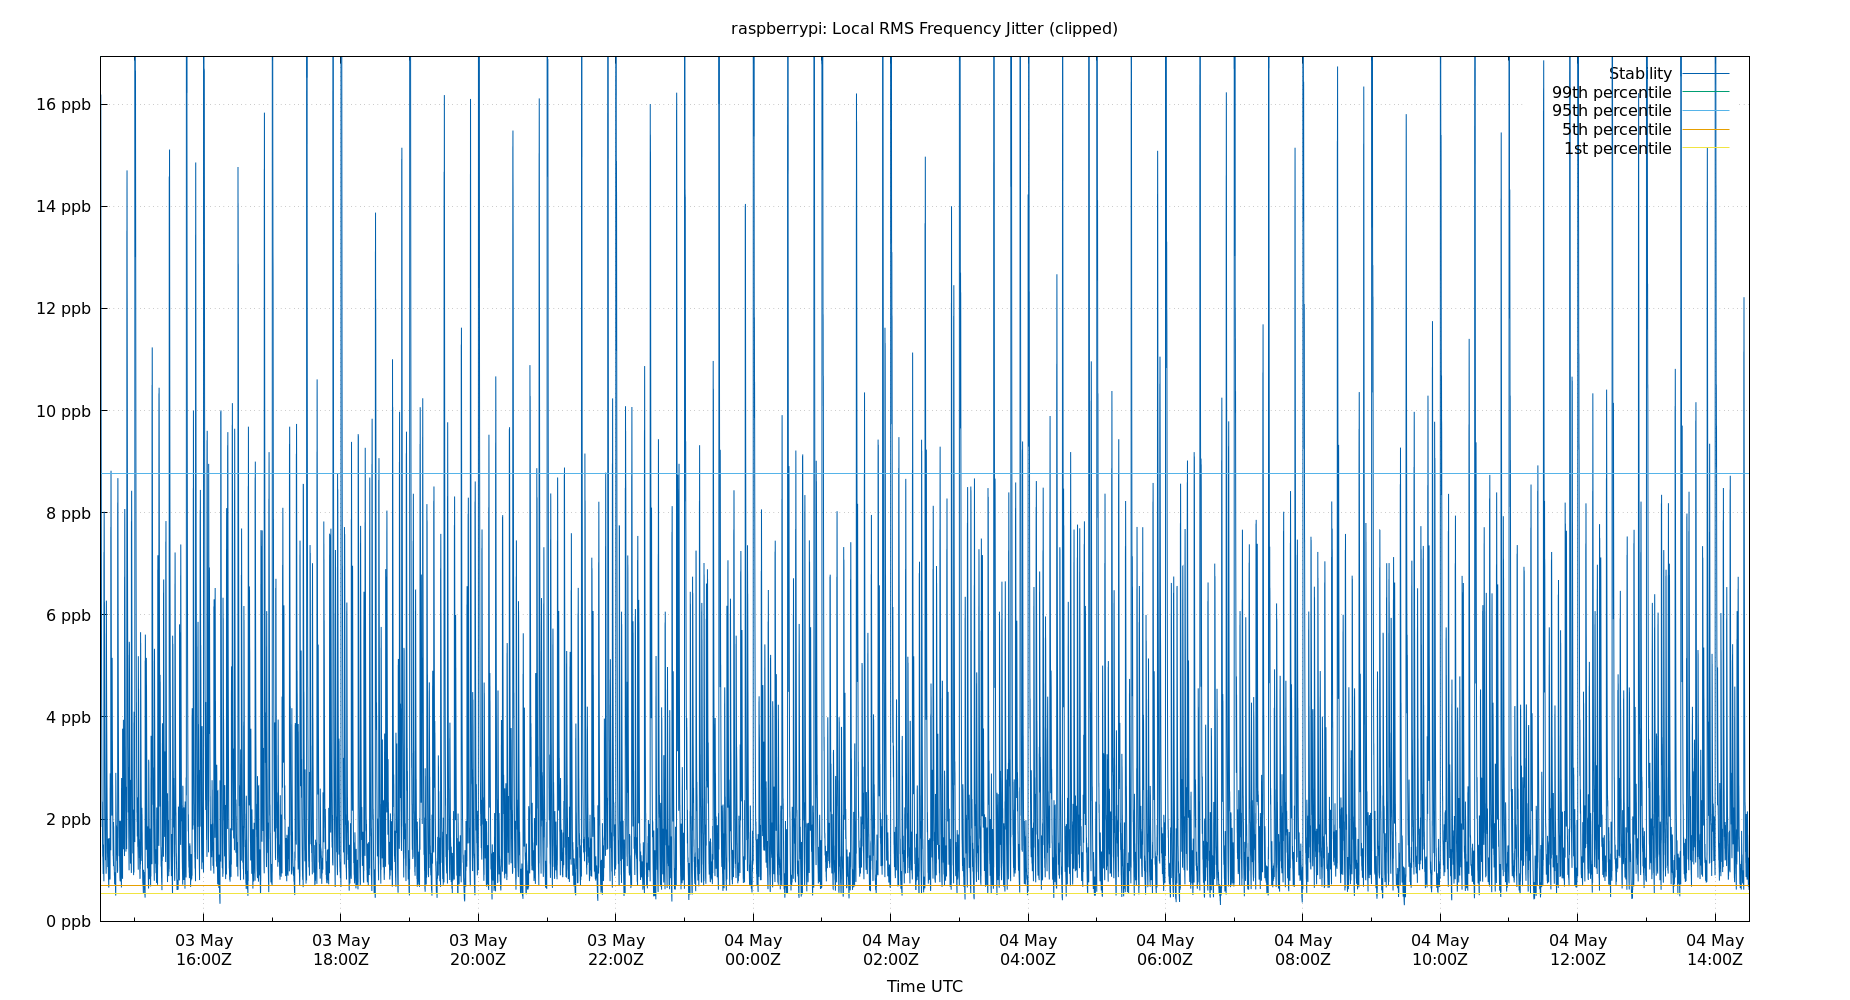 raspberrypi: Local RMS Frequency Jitter (clipped)
Stability
99th percentile
95th percentile
5th percentile
1st percentile
16 ppb
14 ppb
12 ppb
10 ppb
8 ppb
6 ppb
4 ppb
2 ppb
0 ppb
03 May 03 May 03 May 03 May 04 May 04 May 04 May 04 May 04 May 04 May 04 May 04 May
16:00Z 18:00Z 20:00Z 22:00Z 00:00Z 02:00Z 04:00Z 06:00Z 08:00Z 10:00Z 12:00Z 14:00Z
Time UTC